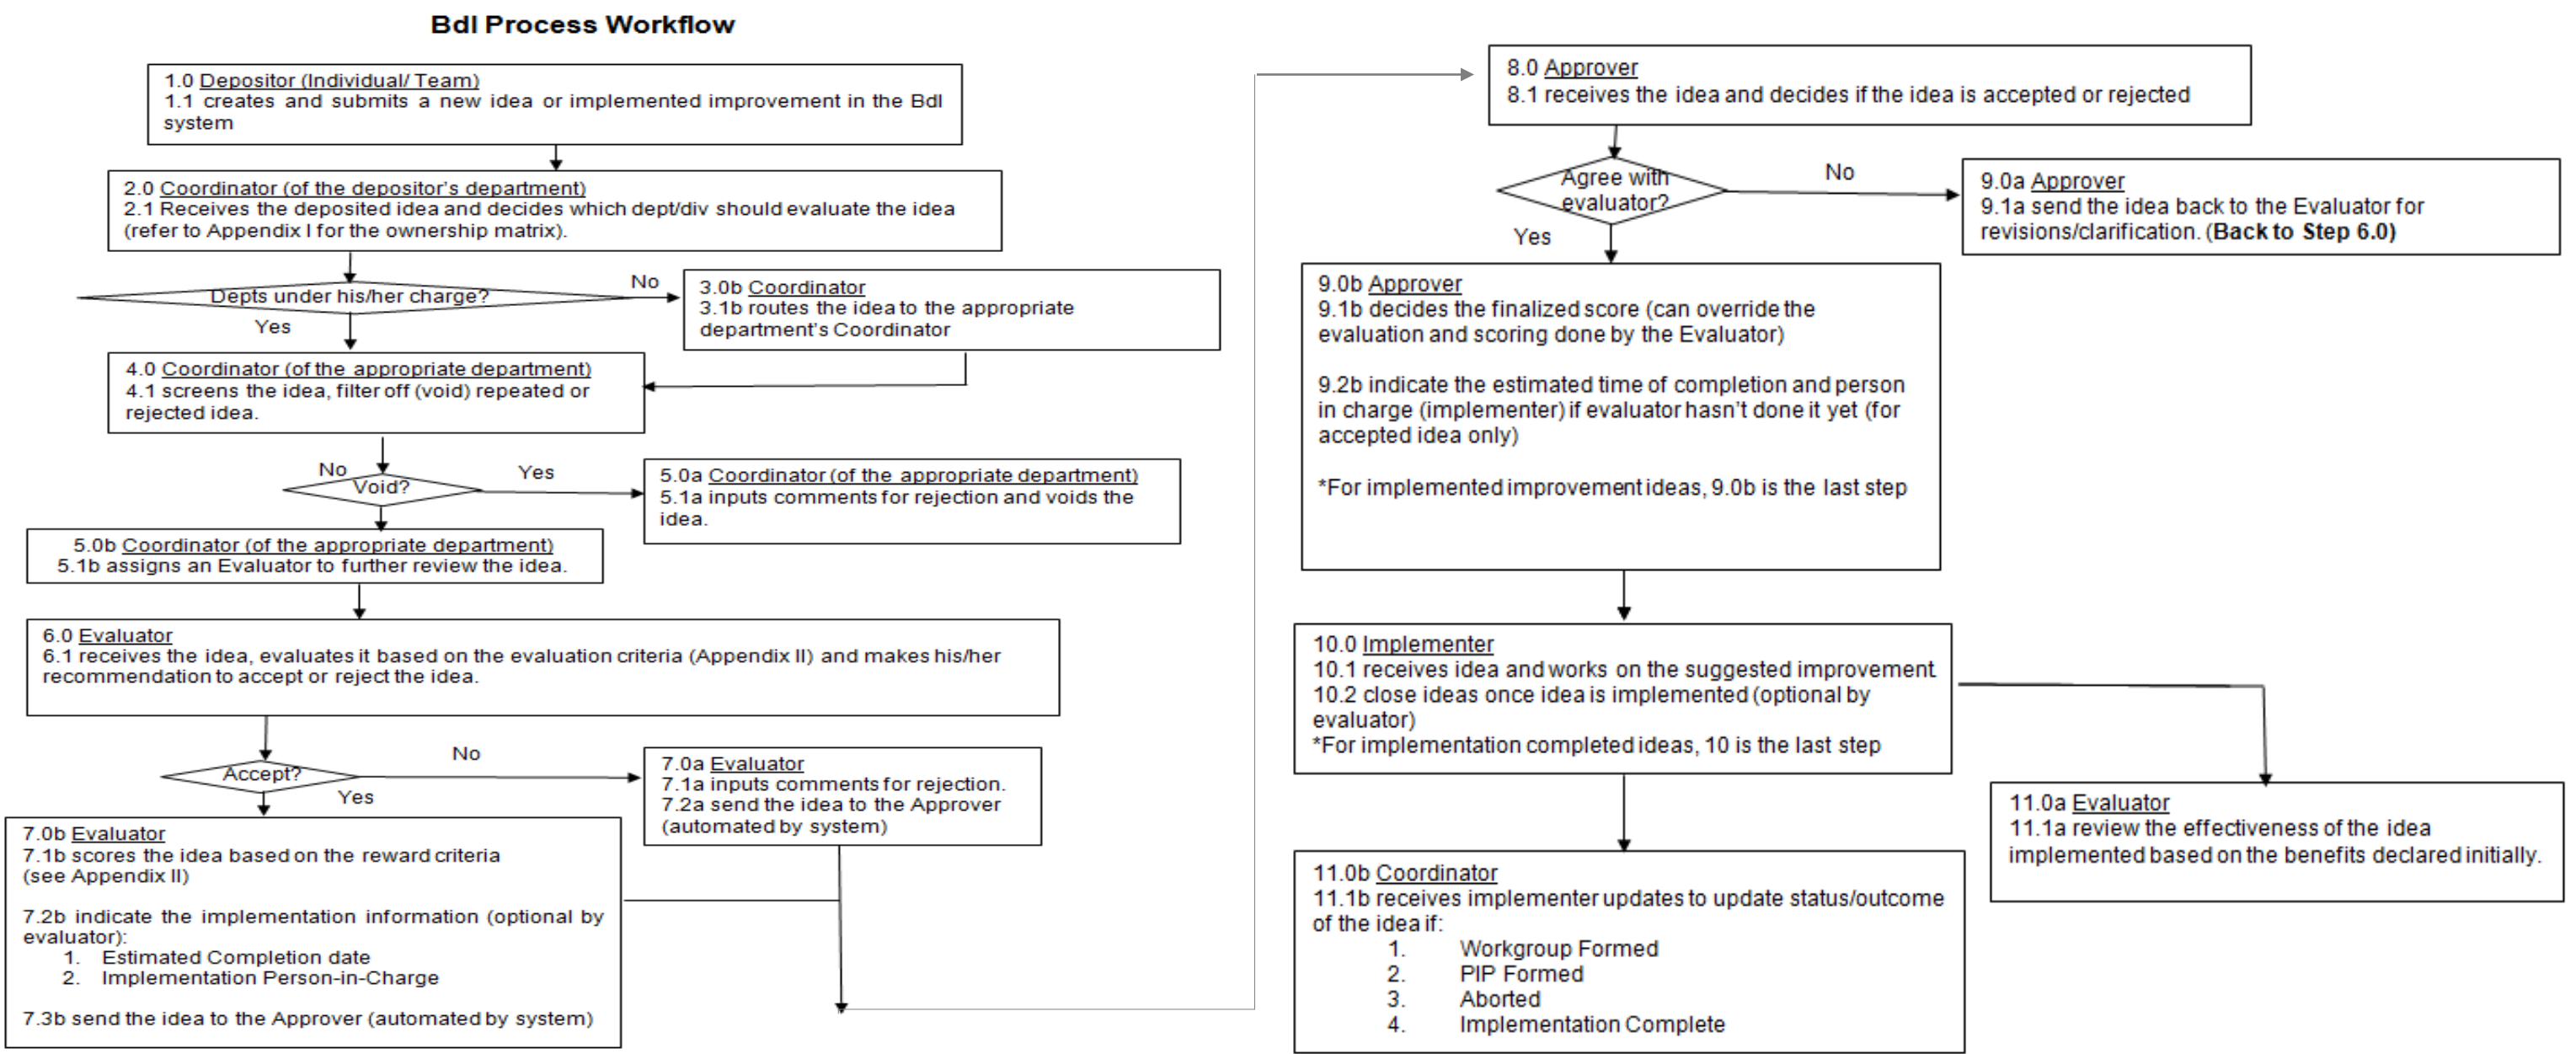 BdI Process Workflow
1.0 Depositor (Individual/ Team)
1.1 creates and submits a new idea or implemented improvement in the BdI
system
2.0 Coordinator (of the depositor's department)
2.1 Receives the deposited idea and decides which dept/div should evaluate the idea
(refer to Appendix I for the ownership matrix).
Depts under his/her charge?
No
Yes
3.0b Coordinator
3.1b routes the idea to the appropriate
department's Coordinator
4.0 Coordinator (of the appropriate department)
4.1 screens the idea, filter off (void) repeated or
rejected idea.
Void?
No
Yes
5.0a Coordinator (of the appropriate department)
5.1a inputs comments for rejection and voids the
idea.
5.0b Coordinator (of the appropriate department)
5.1b assigns an Evaluator to further review the idea.
6.0 Evaluator
6.1 receives the idea, evaluates it based on the evaluation criteria (Appendix II) and makes his/her
recommendation to accept or reject the idea.
Accept?
No
Yes
7.0a Evaluator
7.1a inputs comments for rejection.
7.2a send the idea to the Approver
(automated by system)
7.0b Evaluator
7.1b scores the idea based on the reward criteria
(see Appendix II)
7.2b indicate the implementation information (optional by
evaluator):
1. Estimated Completion date
2. Implementation Person-in-Charge
7.3b send the idea to the Approver (automated by system)
8.0 Approver
8.1 receives the idea and decides if the idea is accepted or rejected
Agree with
evaluator?
No
Yes
9.0a Approver
9.1a send the idea back to the Evaluator for
revisions/clarification. (Back to Step 6.0)
9.0b Approver
9.1b decides the finalized score (can override the
evaluation and scoring done by the Evaluator)
9.2b indicate the estimated time of completion and person
in charge (implementer) if evaluator hasn't done it yet (for
accepted idea only)
*For implemented improvement ideas, 9.0b is the last step
10.0 Implementer
10.1 receives idea and works on the suggested improvement
10.2 close ideas once idea is implemented (optional by
evaluator)
*For implementation completed ideas, 10 is the last step
11.0a Evaluator
11.1a review the effectiveness of the idea
implemented based on the benefits declared initially.
11.0b Coordinator
11.1b receives implementer updates to update status/outcome
of the idea if:
1. Workgroup Formed
2. PIP Formed
3. Aborted
4. Implementation Complete